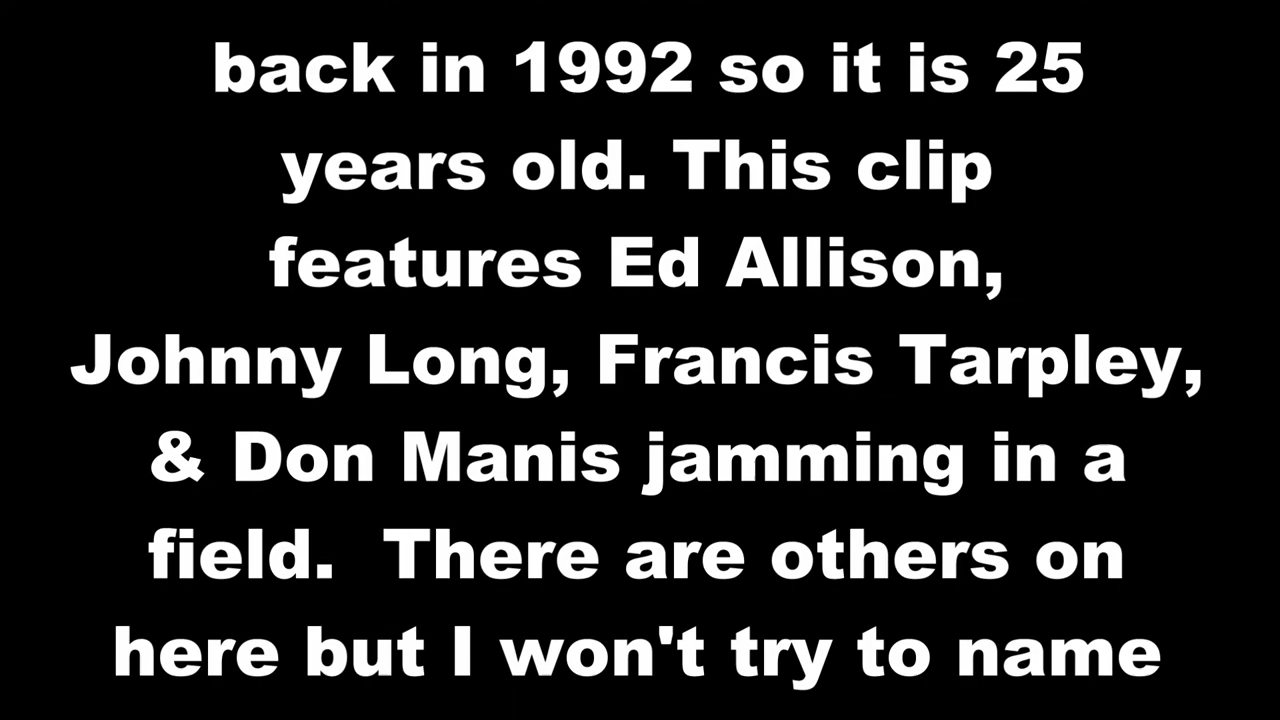 back in 1992 so it is 25
years old. This clip
features Ed Allison,
Johnny Long, Francis Tarpley,
& Don Manis jamming in a
field.  There are others on
here but I won't try to name